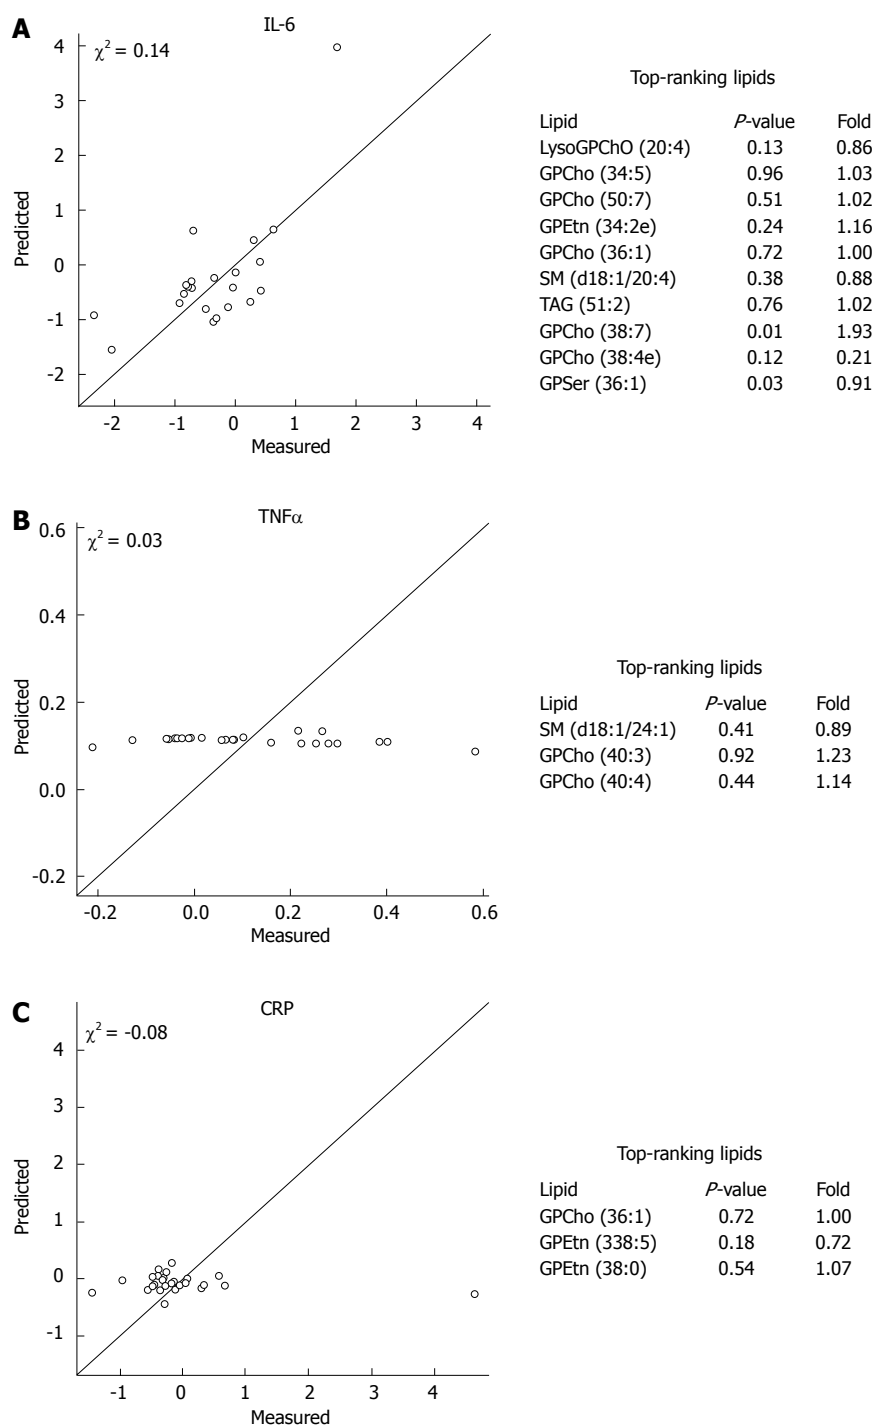 A
IL-6
χ² = 0.14
4
3
2
1
0
-1
-2
Predicted
-2 -1 0 1 2 3 4
Measured
Top-ranking lipids
Lipid P-value Fold
LysoGPChO (20:4) 0.13 0.86
GPCho (34:5) 0.96 1.03
GPCho (50:7) 0.51 1.02
GPEtn (34:2e) 0.24 1.16
GPCho (36:1) 0.72 1.00
SM (d18:1/20:4) 0.38 0.88
TAG (51:2) 0.76 1.02
GPCho (38:7) 0.01 1.93
GPCho (38:4e) 0.12 0.21
GPSer (36:1) 0.03 0.91
B
TNFα
χ² = 0.03
0.6
0.4
0.2
0.0
-0.2
Predicted
-0.2 0.0 0.2 0.4 0.6
Measured
Top-ranking lipids
Lipid P-value Fold
SM (d18:1/24:1) 0.41 0.89
GPCho (40:3) 0.92 1.23
GPCho (40:4) 0.44 1.14
C
CRP
χ² = -0.08
4
3
2
1
0
-1
Predicted
-1 0 1 2 3 4
Measured
Top-ranking lipids
Lipid P-value Fold
GPCho (36:1) 0.72 1.00
GPEtn (338:5) 0.18 0.72
GPEtn (38:0) 0.54 1.07